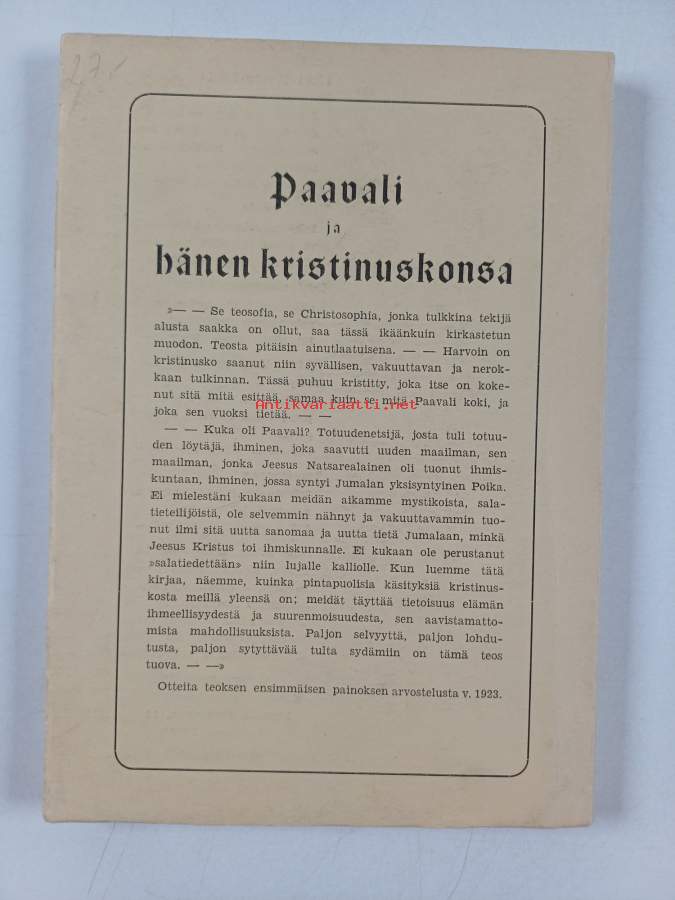 27/
Paavali
ja
hänen kristinuskonsa
»— — Se teosofia, se Christosophia, jonka tulkkina tekijä
alusta saakka on ollut, saa tässä ikäänkuin kirkastetun
muodon. Teosta pitäisin ainutlaatuisena. — — Harvoin on
kristinusko saanut niin syvällisen, vakuuttavan ja nerok-
kaan tulkinnan. Tässä puhuu kristitty, joka itse on koke-
nut sitä mitä esittää, samaa kuin se mitä Paavali koki, ja
Antikvariaatti.net
joka sen vuoksi tietää. — —
— — Kuka oli Paavali? Totuudenetsijä, josta tuli totuu-
den löytäjä, ihminen, joka saavutti uuden maailman, sen
maailman, jonka Jeesus Natsarealainen oli tuonut ihmis-
kuntaan, ihminen, jossa syntyi Jumalan yksisyntyinen Poika.
Ei mielestäni kukaan meidän aikamme mystikoista, sala-
tieteilijöistä, ole selvemmin nähnyt ja vakuuttavammin tuo-
nut ilmi sitä uutta sanomaa ja uutta tietä Jumalaan, minkä
Jeesus Kristus toi ihmiskunnalle. Ei kukaan ole perustanut
»salatiedettään» niin lujalle kalliolle. Kun luemme tätä
kirjaa, näemme, kuinka pintapuolisia käsityksiä kristinus-
kosta meillä yleensä on; meidät täyttää tietoisuus elämän
ihmeellisyydestä ja suurenmoisuudesta, sen aavistamatto-
mista mahdollisuuksista. Paljon selvyyttä, paljon lohdu-
tusta, paljon sytyttävää tulta sydämiin on tämä teos
tuova. — —»
Otteita teoksen ensimmäisen painoksen arvostelusta v. 1923.